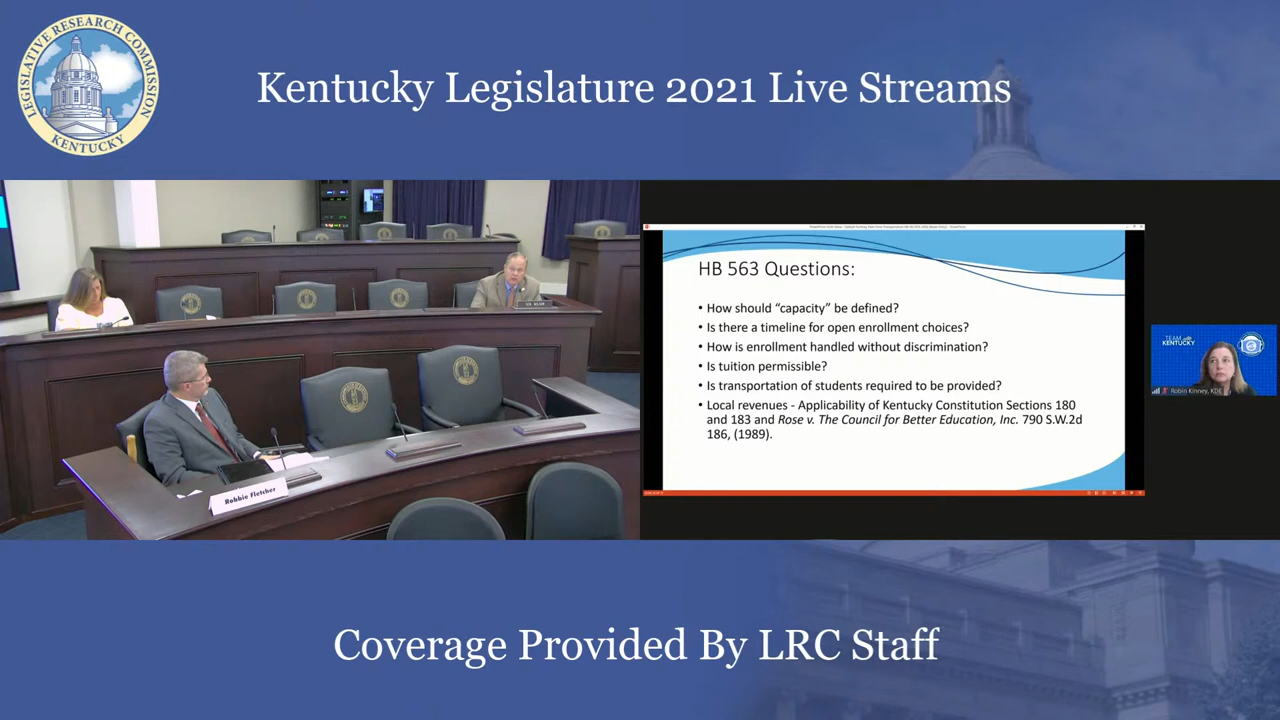 LEGISLATIVE RESEARCH COMMISSION
KENTUCKY
Kentucky Legislature 2021 Live Streams
Robbie Fletcher
HB 563 Questions:
• How should “capacity” be defined?
• Is there a timeline for open enrollment choices?
• How is enrollment handled without discrimination?
• Is tuition permissible?
• Is transportation of students required to be provided?
• Local revenues - Applicability of Kentucky Constitution Sections 180
and 183 and Rose v. The Council for Better Education, Inc. 790 S.W.2d
186, (1989).
TEAM
KENTUCKY
Robin Kinney, KDE
Coverage Provided By LRC Staff